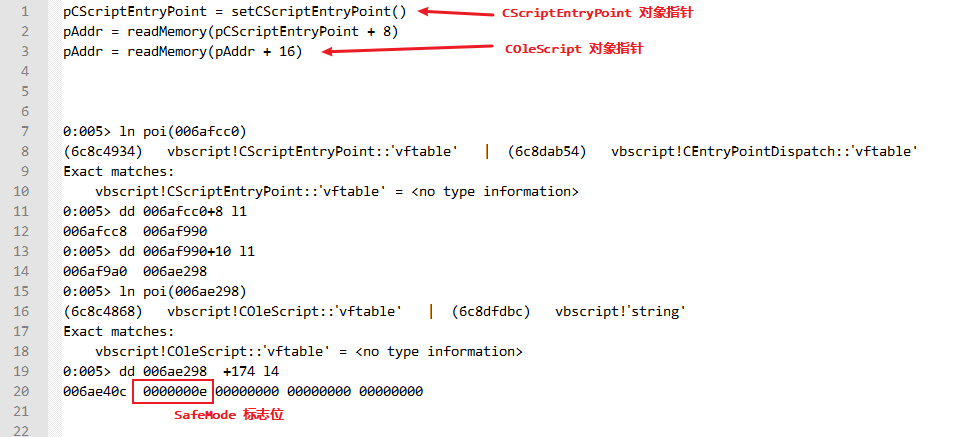 1 pCScriptEntryPoint = setCScriptEntryPoint() CScriptEntryPoint 对象指针
2 pAddr = readMemory(pCScriptEntryPoint + 8)
3 pAddr = readMemory(pAddr + 16) COleScript 对象指针
4
5
6
7 0:005> ln poi(006afcc0)
8 (6c8c4934) vbscript!CScriptEntryPoint::'vftable' | (6c8dab54) vbscript!CEntryPointDispatch::'vftable'
9 Exact matches:
10 vbscript!CScriptEntryPoint::'vftable' = <no type information>
11 0:005> dd 006afcc0+8 l1
12 006afcc8 006af990
13 0:005> dd 006af990+10 l1
14 006af9a0 006ae298
15 0:005> ln poi(006ae298)
16 (6c8c4868) vbscript!COleScript::'vftable' | (6c8dfdbc) vbscript!'string'
17 Exact matches:
18 vbscript!COleScript::'vftable' = <no type information>
19 0:005> dd 006ae298 +174 l4
20 006ae40c 0000000e 00000000 00000000 00000000
21 SafeMode 标志位
22